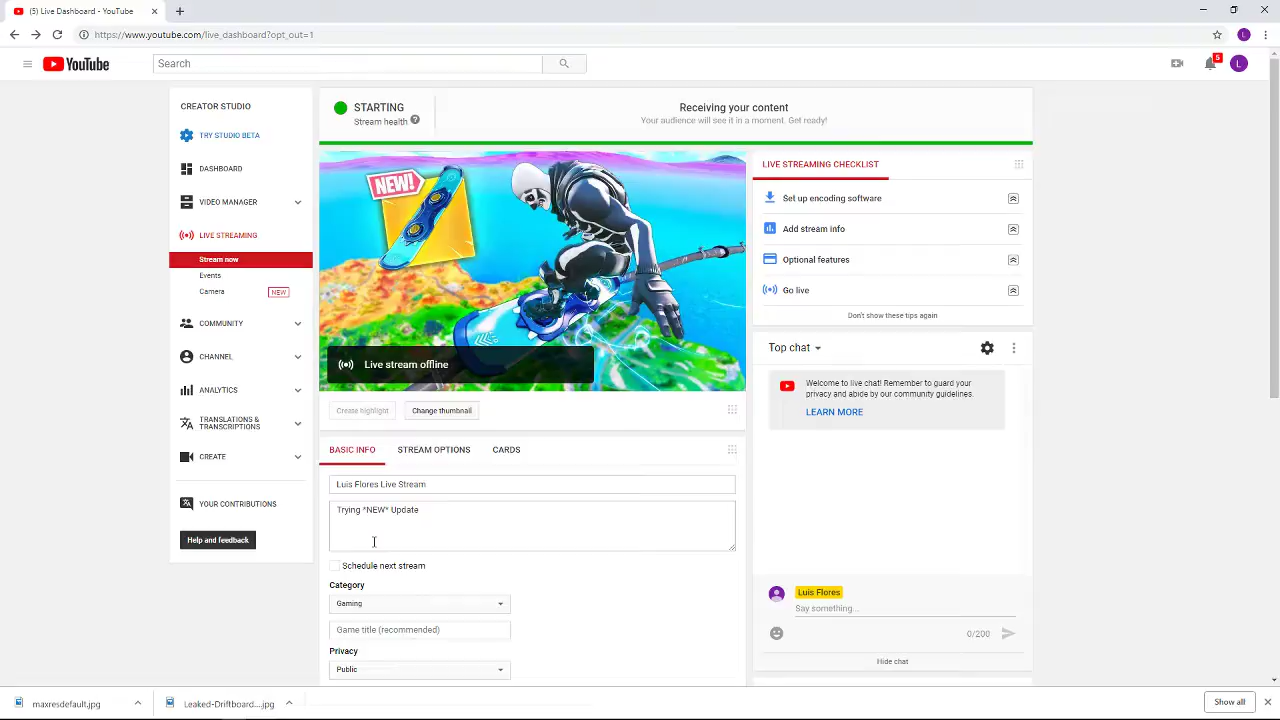 (5) Live Dashboard - YouTube
https://www.youtube.com/live_dashboard?opt_out=1
YouTube
Search
5
L
CREATOR STUDIO
TRY STUDIO BETA
DASHBOARD
VIDEO MANAGER
LIVE STREAMING
Stream now
Events
Camera NEW
COMMUNITY
CHANNEL
ANALYTICS
TRANSLATIONS &
TRANSCRIPTIONS
CREATE
YOUR CONTRIBUTIONS
Help and feedback
STARTING
Stream health
Receiving your content
Your audience will see it in a moment. Get ready!
NEW!
Live stream offline
Create highlight
Change thumbnail
BASIC INFO
STREAM OPTIONS
CARDS
Luis Flores Live Stream
Trying *NEW* Update
Schedule next stream
Category
Gaming
Game title (recommended)
Privacy
Public
LIVE STREAMING CHECKLIST
Set up encoding software
Add stream info
Optional features
Go live
Don't show these tips again
Top chat
Welcome to live chat! Remember to guard your
privacy and abide by our community guidelines.
LEARN MORE
Luis Flores
Say something...
0/200
Hide chat
maxresdefault.jpg
Leaked-Driftboard....jpg
Show all